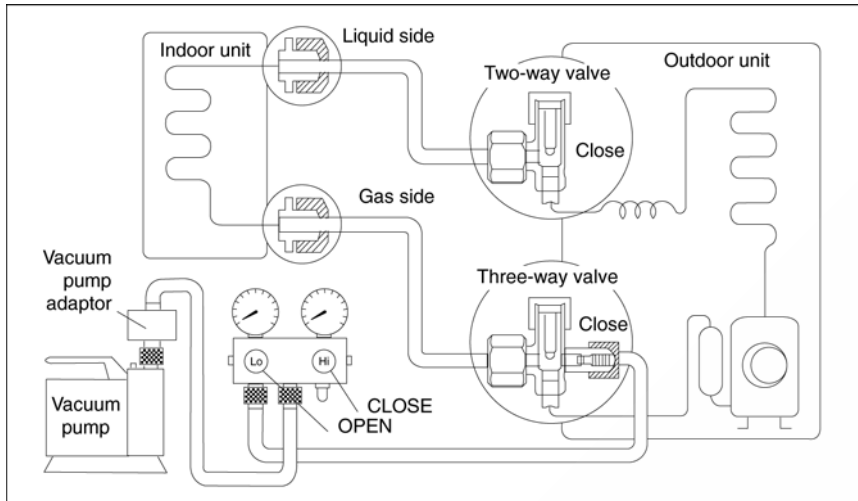 Liquid side
Indoor unit
Two-way valve
Outdoor unit
Close
Gas side
Vacuum
pump
adaptor
Three-way valve
Close
Lo
Hi
CLOSE
OPEN
Vacuum
pump